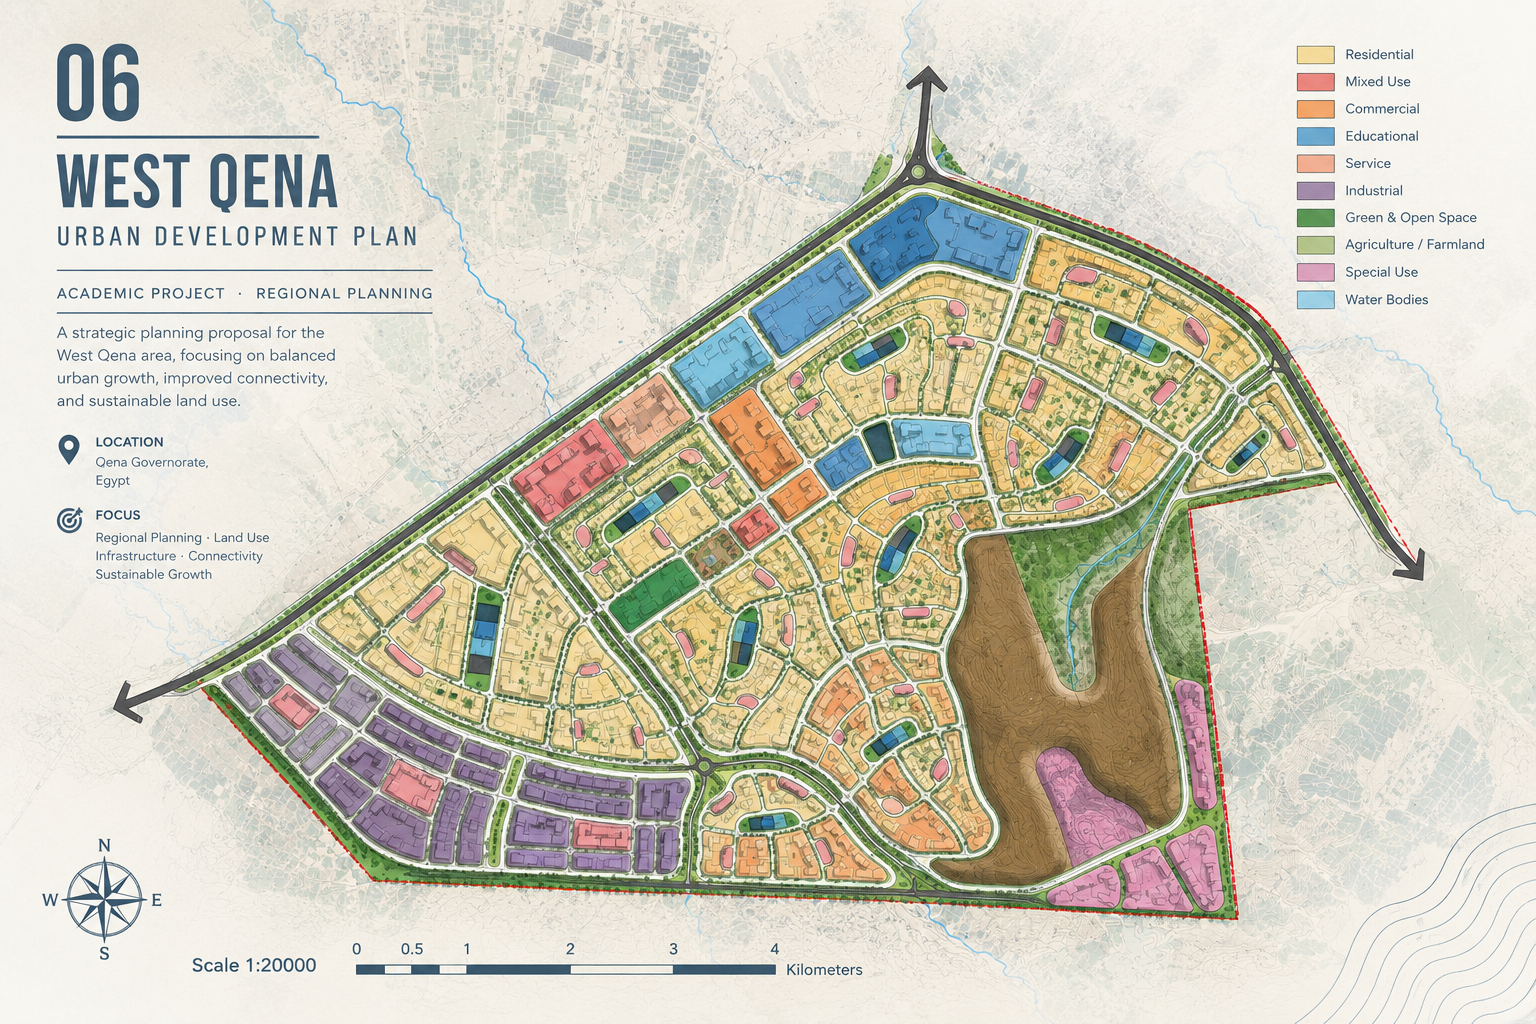 06
WEST QENA
URBAN DEVELOPMENT PLAN
ACADEMIC PROJECT · REGIONAL PLANNING
A strategic planning proposal for the
West Qena area, focusing on balanced
urban growth, improved connectivity,
and sustainable land use.
LOCATION
Qena Governorate,
Egypt
FOCUS
Regional Planning · Land Use
Infrastructure · Connectivity
Sustainable Growth
Residential
Mixed Use
Commercial
Educational
Service
Industrial
Green & Open Space
Agriculture / Farmland
Special Use
Water Bodies
N
W E
S
Scale 1:20000
0 0.5 1 2 3 4
Kilometers